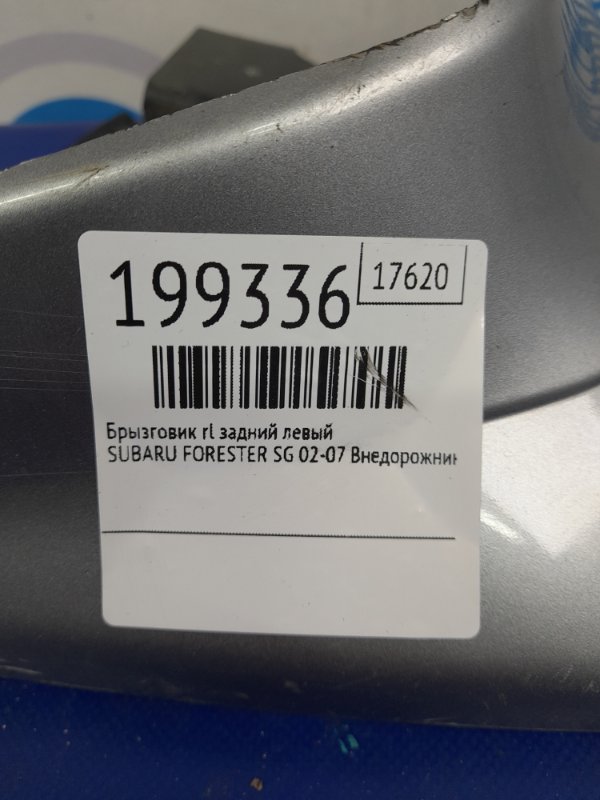 199336
17620
Брызговик rl задний левый
SUBARU FORESTER SG 02-07 Внедорожник